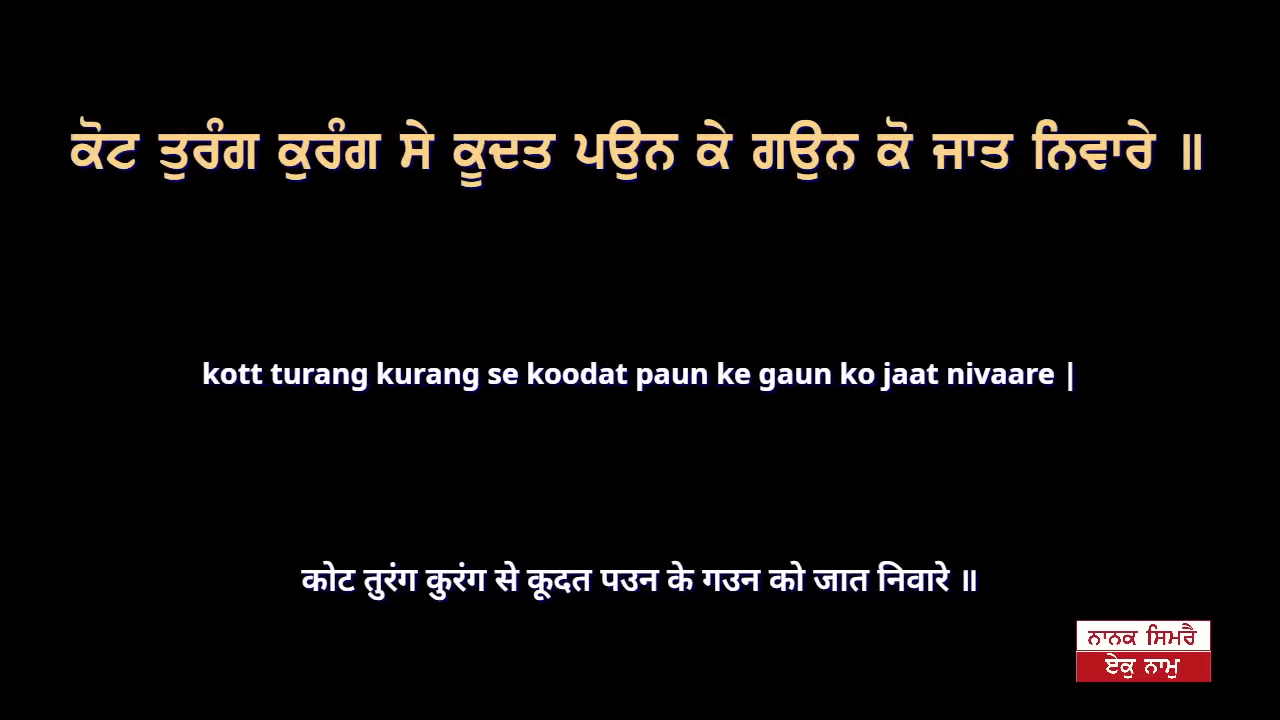 ਕੋਟ ਤੁਰੰਗ ਕੁਰੰਗ ਸੇ ਕੂਦਤ ਪਉਨ ਕੇ ਗਉਨ ਕੋ ਜਾਤ ਨਿਵਾਰੇ ॥
kott turang kurang se koodat paun ke gaun ko jaat nivaare |
कोट तुरंग कुरंग से कूदत पउन के गउन को जात निवारे ॥
ਨਾਨਕ ਸਿਮਰੈ
ਏਕੁ ਨਾਮੁ